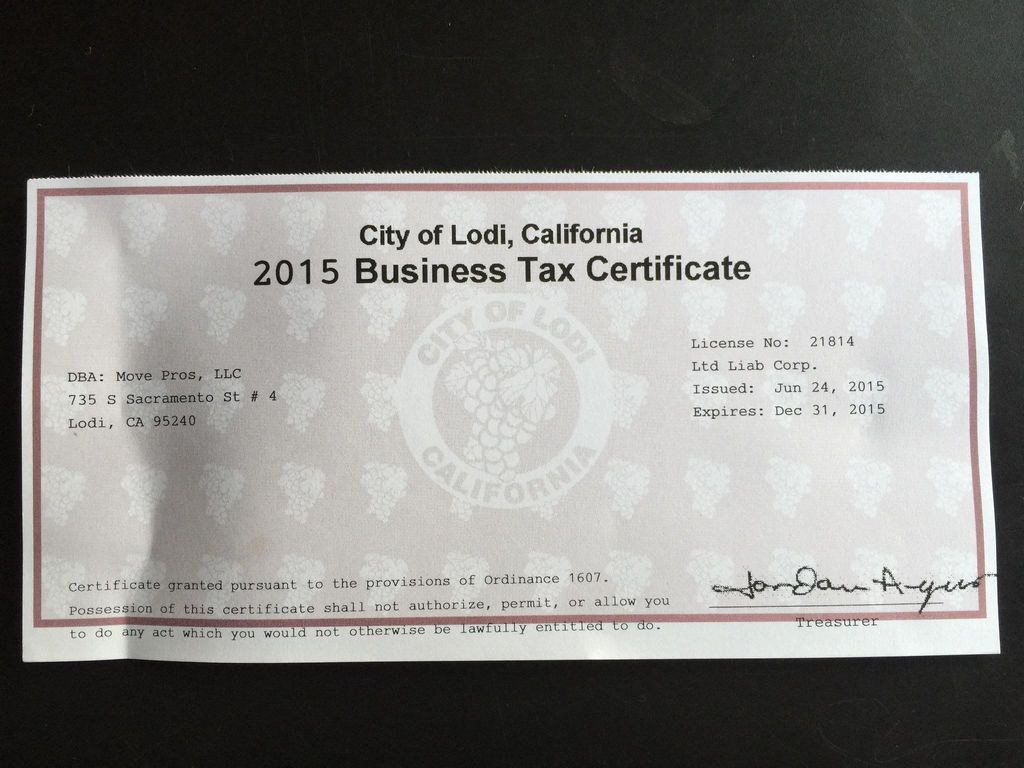 City of Lodi, California
2015 Business Tax Certificate
CITY OF LODI
CALIFORNIA
License No: 21814
Ltd Liab Corp.
Issued: Jun 24, 2015
Expires: Dec 31, 2015
DBA: Move Pros, LLC
735 S Sacramento St # 4
Lodi, CA 95240
Certificate granted pursuant to the provisions of Ordinance 1607.
Possession of this certificate shall not authorize, permit, or allow you
to do any act which you would not otherwise be lawfully entitled to do.
Jordan
Treasurer